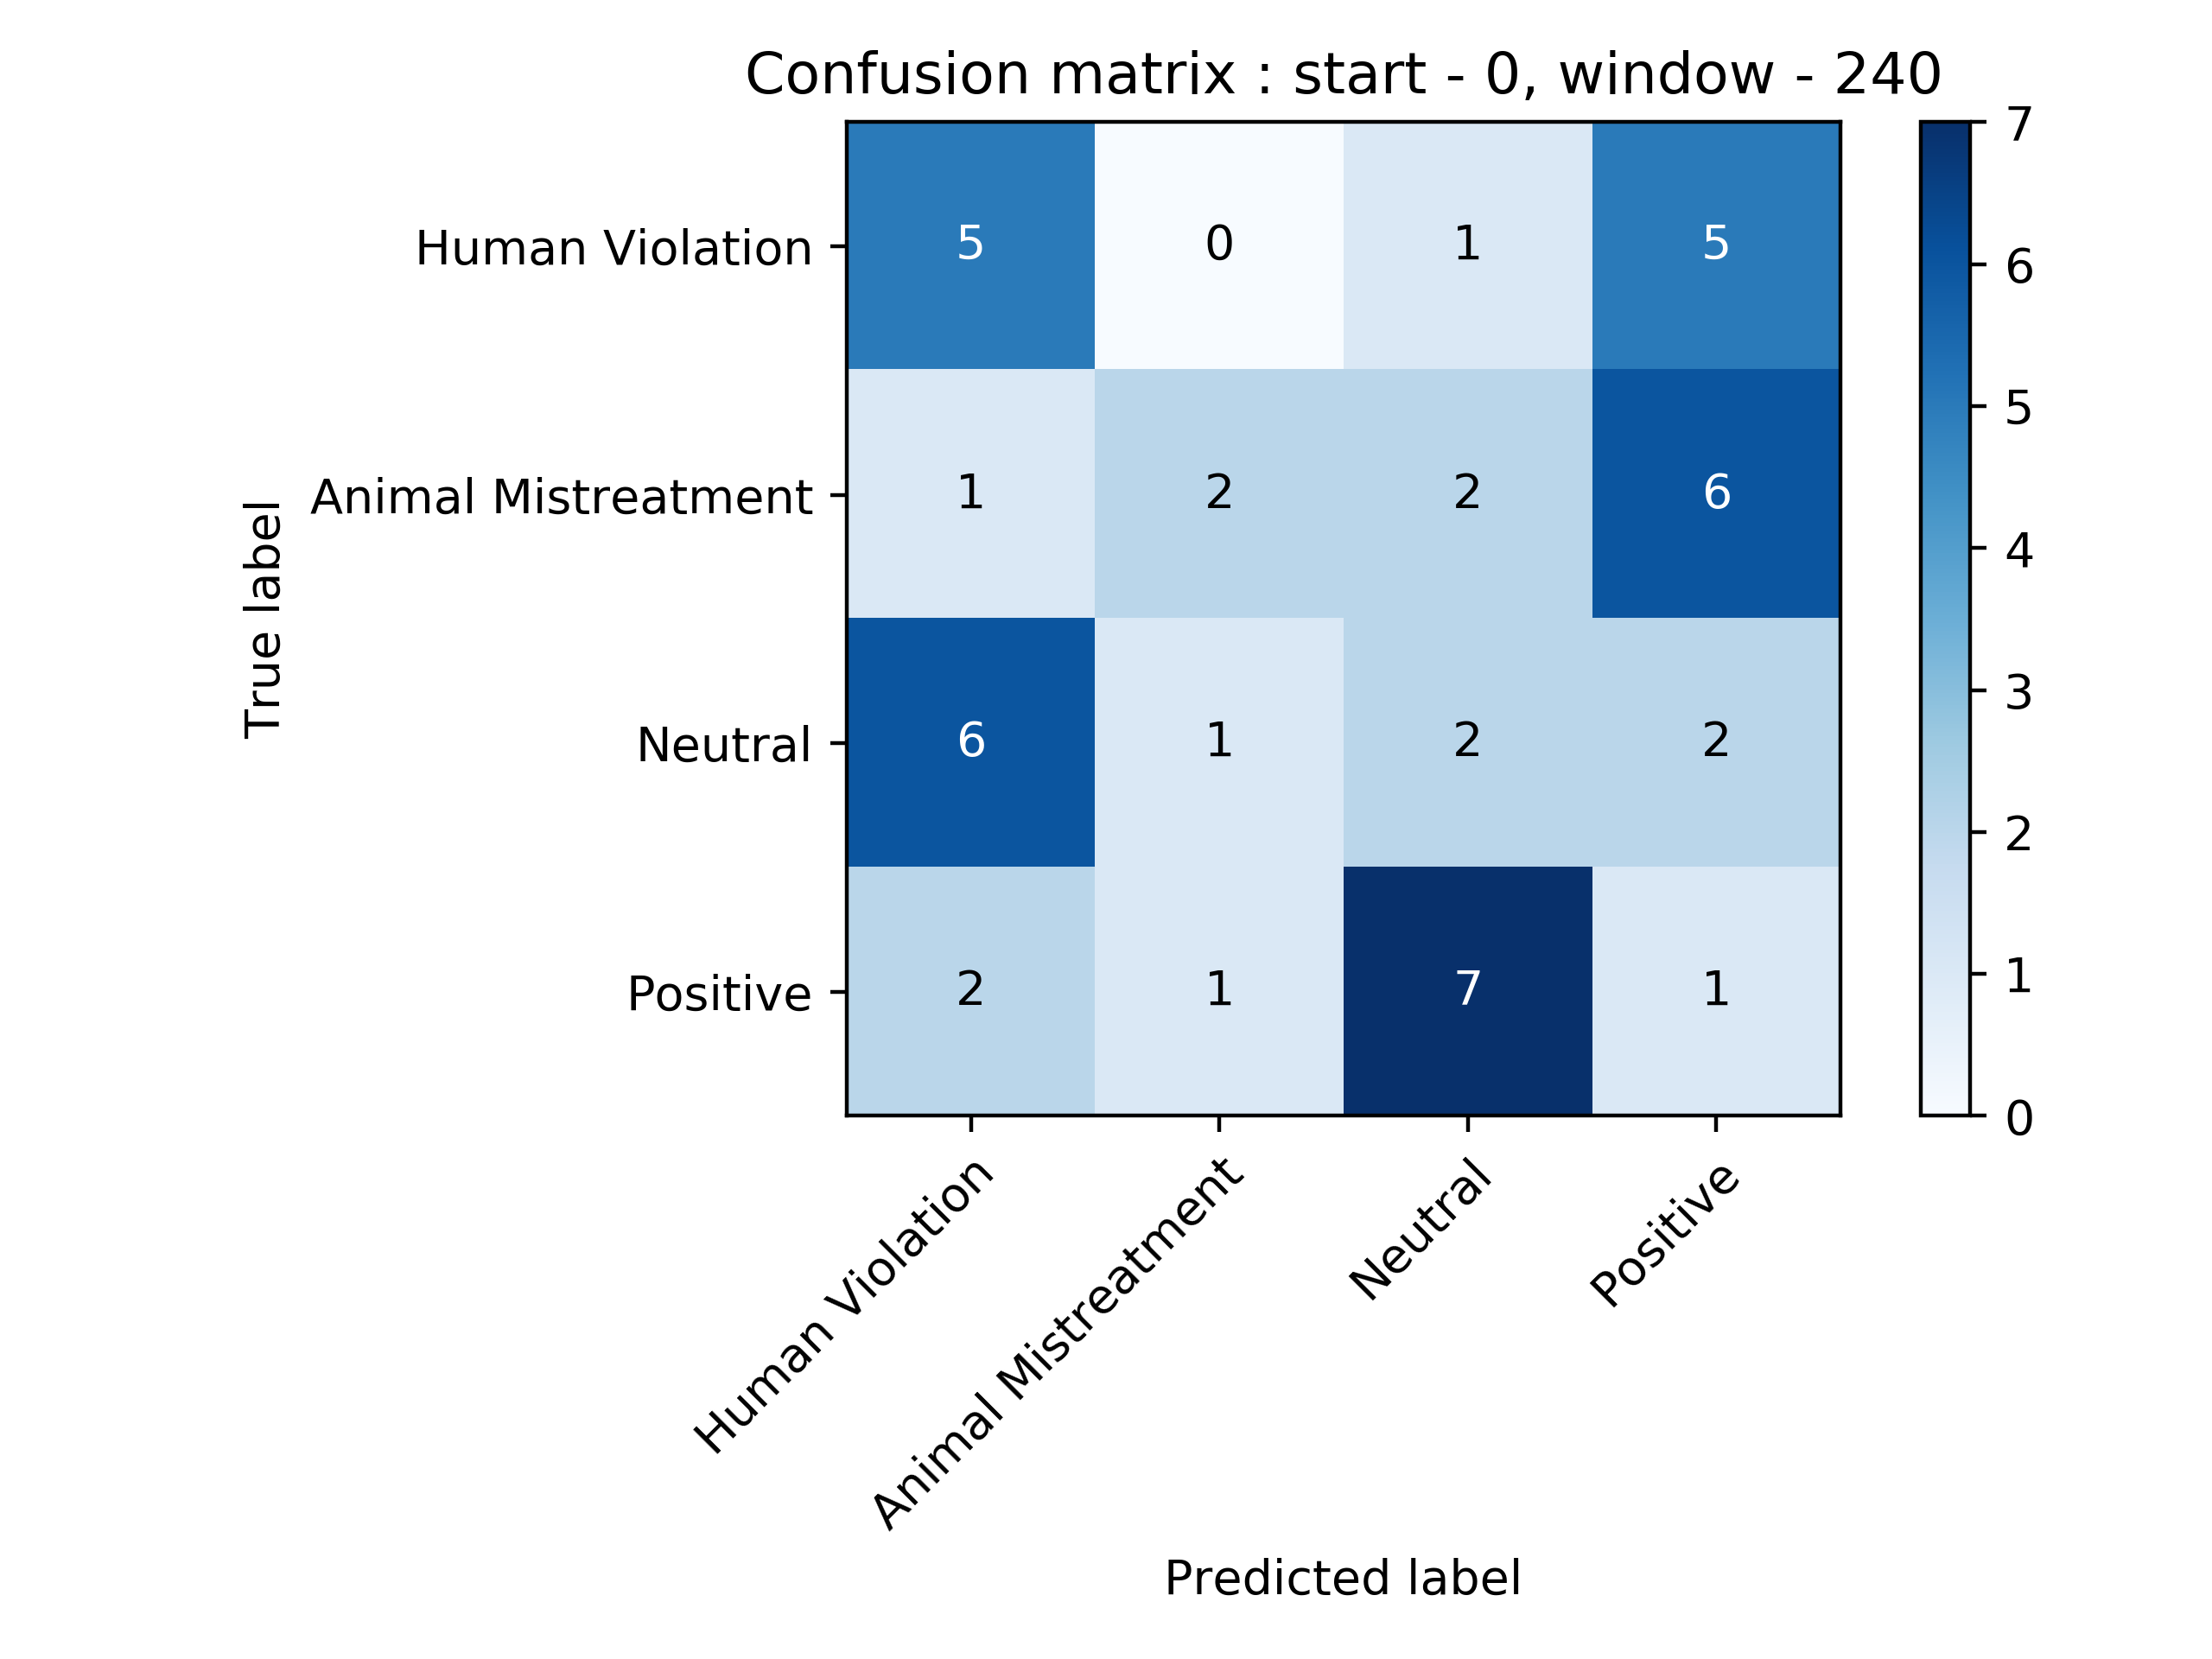 Confusion matrix : start - 0, window - 240
True label
Human Violation
Animal Mistreatment
Neutral
Positive
5 0 1 5
1 2 2 6
6 1 2 2
2 1 7 1
7
6
5
4
3
2
1
0
Human Violation
Animal Mistreatment
Neutral
Positive
Predicted label